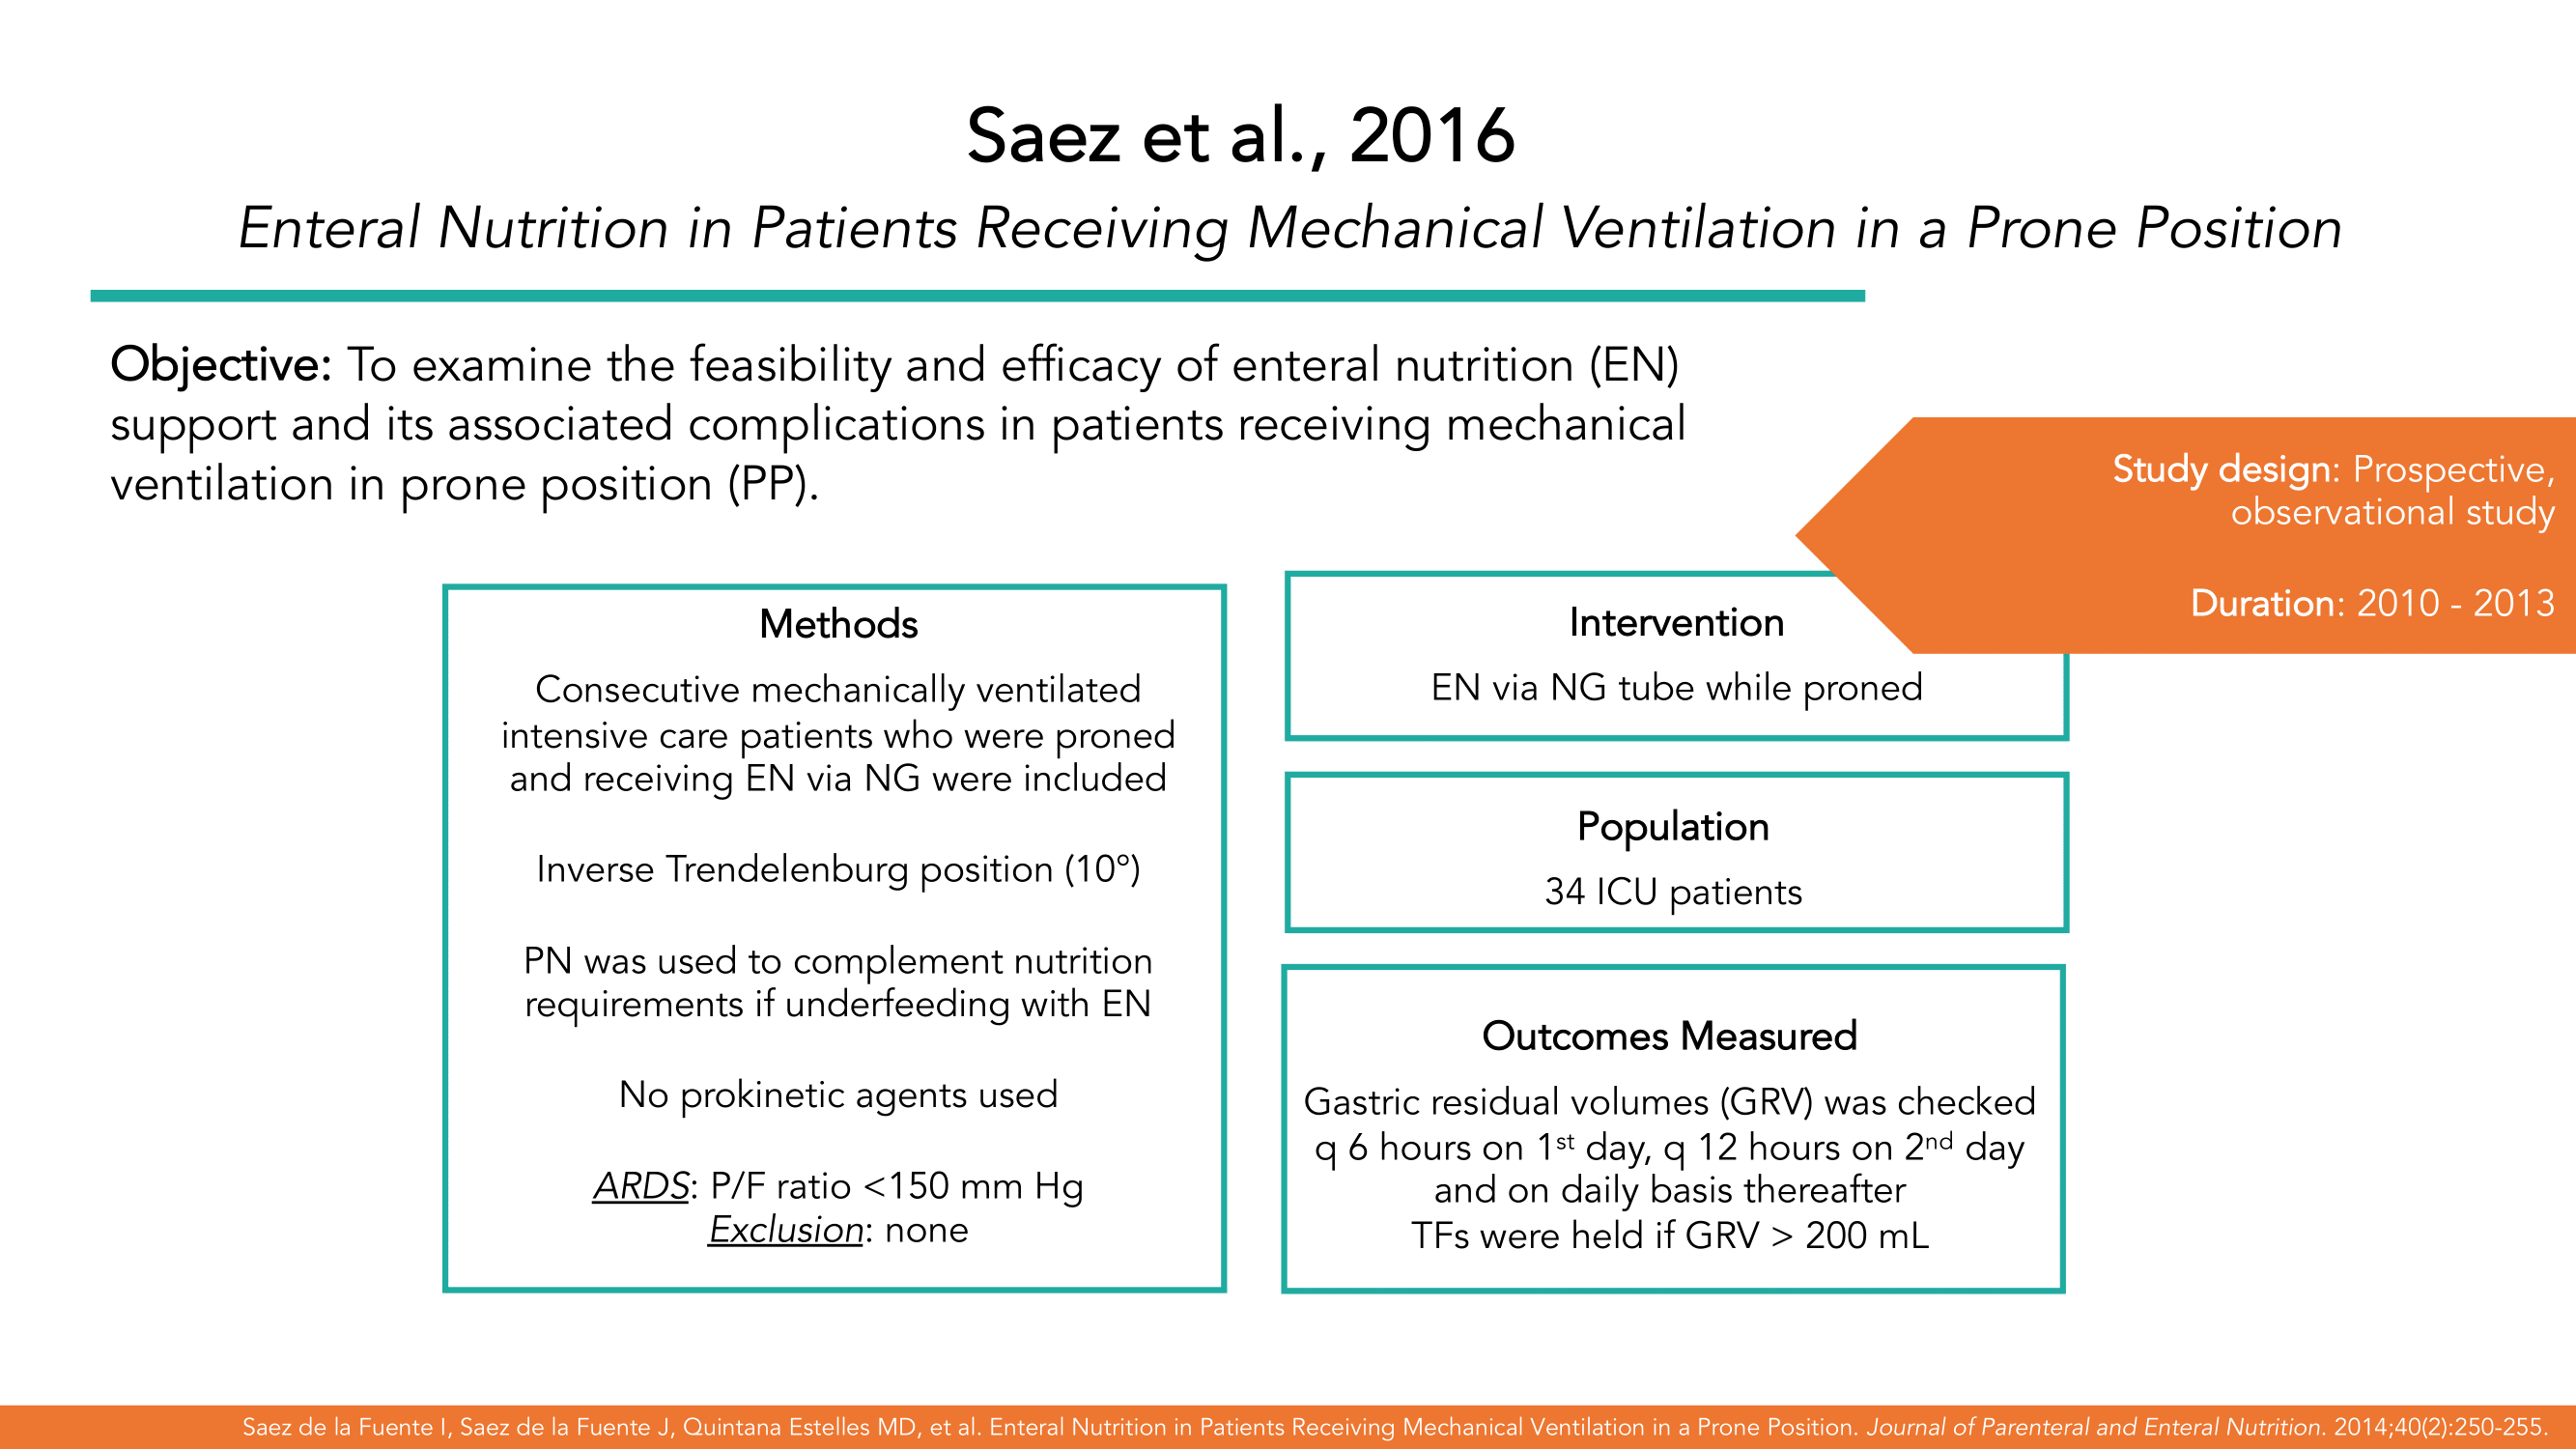 Saez et al., 2016
Enteral Nutrition in Patients Receiving Mechanical Ventilation in a Prone Position
Objective: To examine the feasibility and efficacy of enteral nutrition (EN)
support and its associated complications in patients receiving mechanical
ventilation in prone position (PP).
Study design: Prospective,
observational study
Duration: 2010 - 2013
Methods
Consecutive mechanically ventilated
intensive care patients who were proned
and receiving EN via NG were included
Inverse Trendelenburg position (10°)
PN was used to complement nutrition
requirements if underfeeding with EN
No prokinetic agents used
ARDS: P/F ratio <150 mm Hg
Exclusion: none
Intervention
EN via NG tube while proned
Population
34 ICU patients
Outcomes Measured
Gastric residual volumes (GRV) was checked
q 6 hours on 1st day, q 12 hours on 2nd day
and on daily basis thereafter
TFs were held if GRV > 200 mL
Saez de la Fuente I, Saez de la Fuente J, Quintana Estelles MD, et al. Enteral Nutrition in Patients Receiving Mechanical Ventilation in a Prone Position. Journal of Parenteral and Enteral Nutrition. 2014;40(2):250-255.